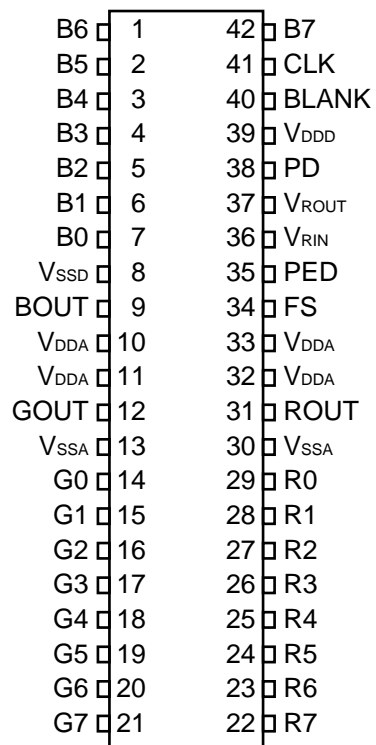 B6 1 42 B7
B5 2 41 CLK
B4 3 40 BLANK
B3 4 39 VDDD
B2 5 38 PD
B1 6 37 VROUT
B0 7 36 VRIN
VSSD 8 35 PED
BOUT 9 34 FS
VDDA 10 33 VDDA
VDDA 11 32 VDDA
GOUT 12 31 ROUT
VSSA 13 30 VSSA
G0 14 29 R0
G1 15 28 R1
G2 16 27 R2
G3 17 26 R3
G4 18 25 R4
G5 19 24 R5
G6 20 23 R6
G7 21 22 R7